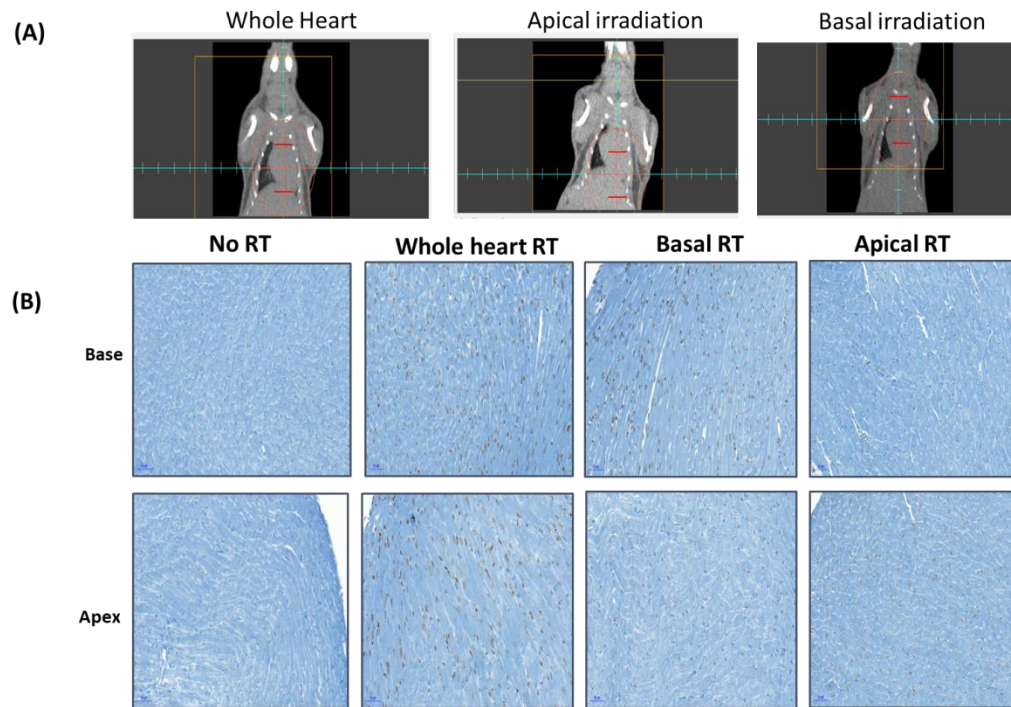 (A)
Whole Heart
Apical irradiation
Basal irradiation
(B)
No RT
Whole heart RT
Basal RT
Apical RT
Base
Apex